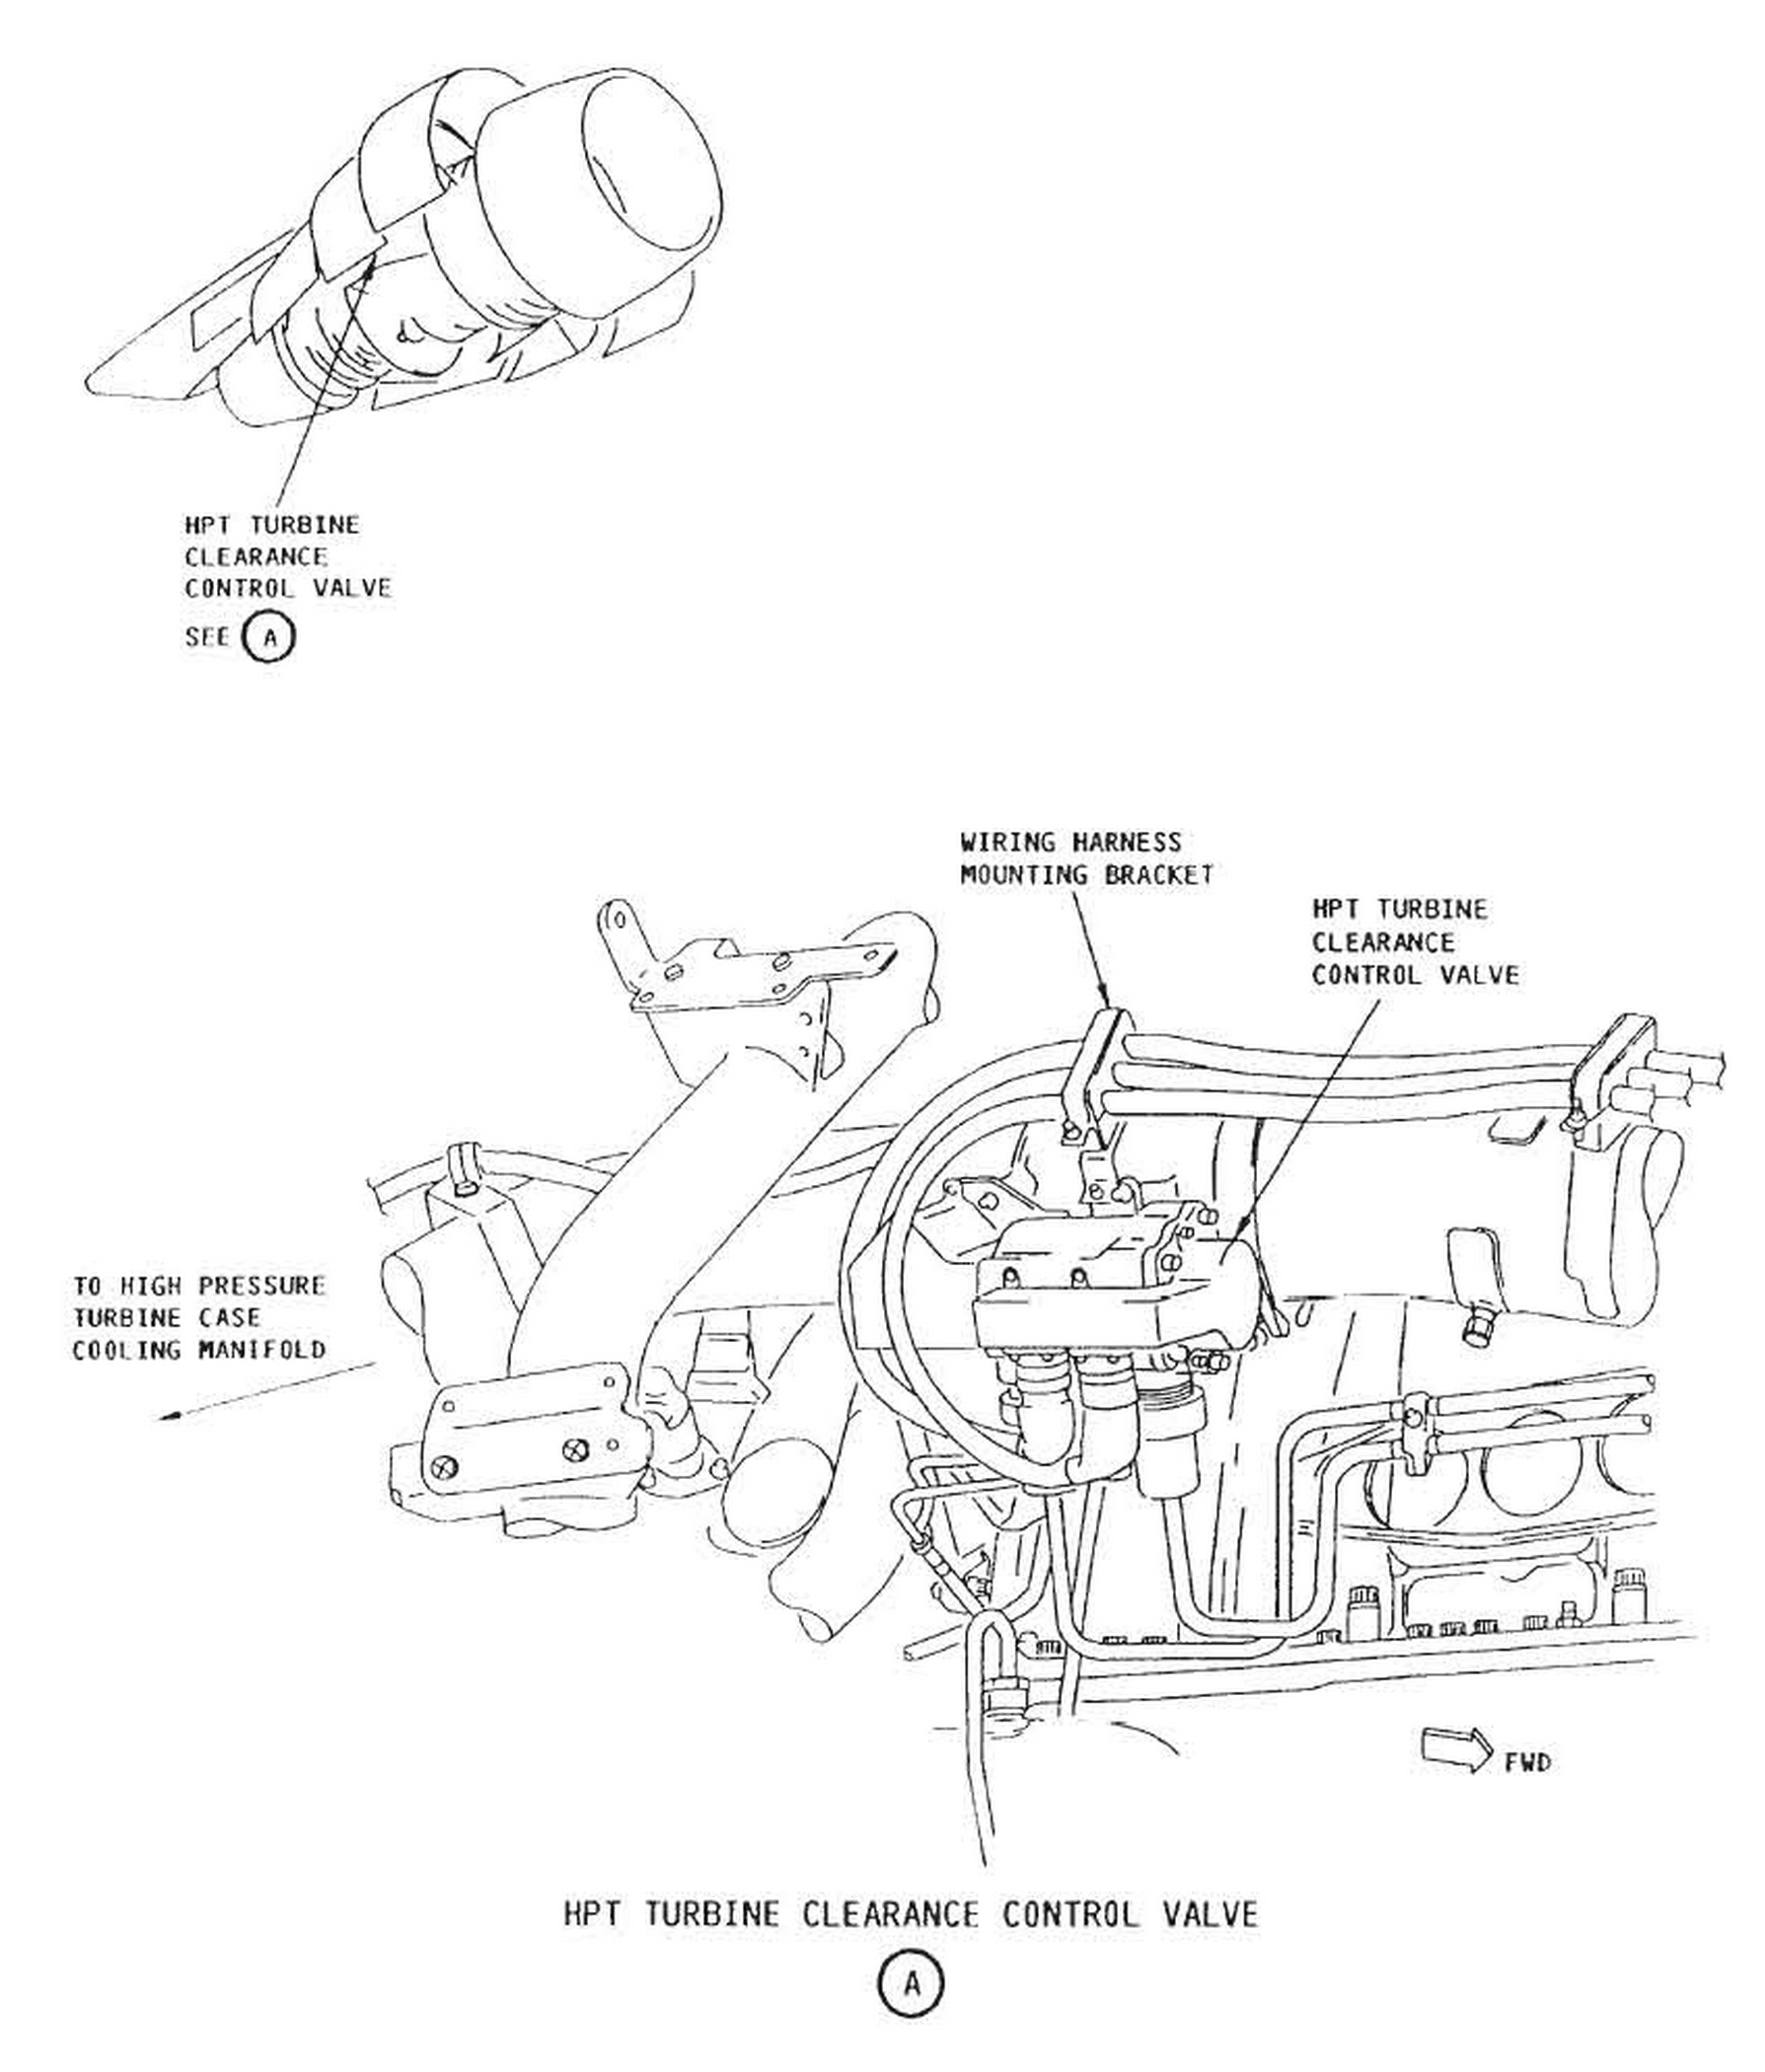 HPT TURBINE
CLEARANCE
CONTROL VALVE
SEE A
WIRING HARNESS
MOUNTING BRACKET
HPT TURBINE
CLEARANCE
CONTROL VALVE
TO HIGH PRESSURE
TURBINE CASE
COOLING MANIFOLD
FWD
HPT TURBINE CLEARANCE CONTROL VALVE
A